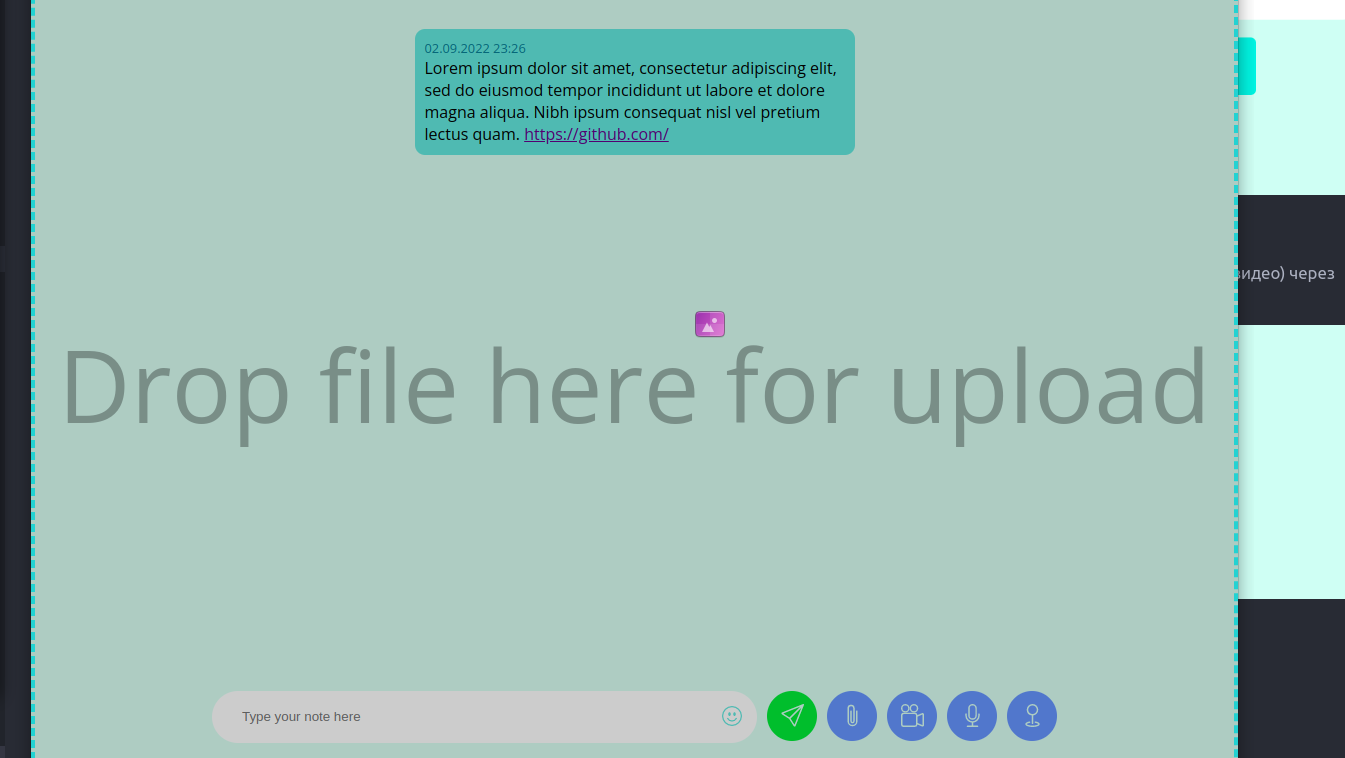 02.09.2022 23:26
Lorem ipsum dolor sit amet, consectetur adipiscing elit,
sed do eiusmod tempor incididunt ut labore et dolore
magna aliqua. Nibh ipsum consequat nisl vel pretium
lectus quam. https://github.com/
видео) через
Drop file here for upload
Type your note here